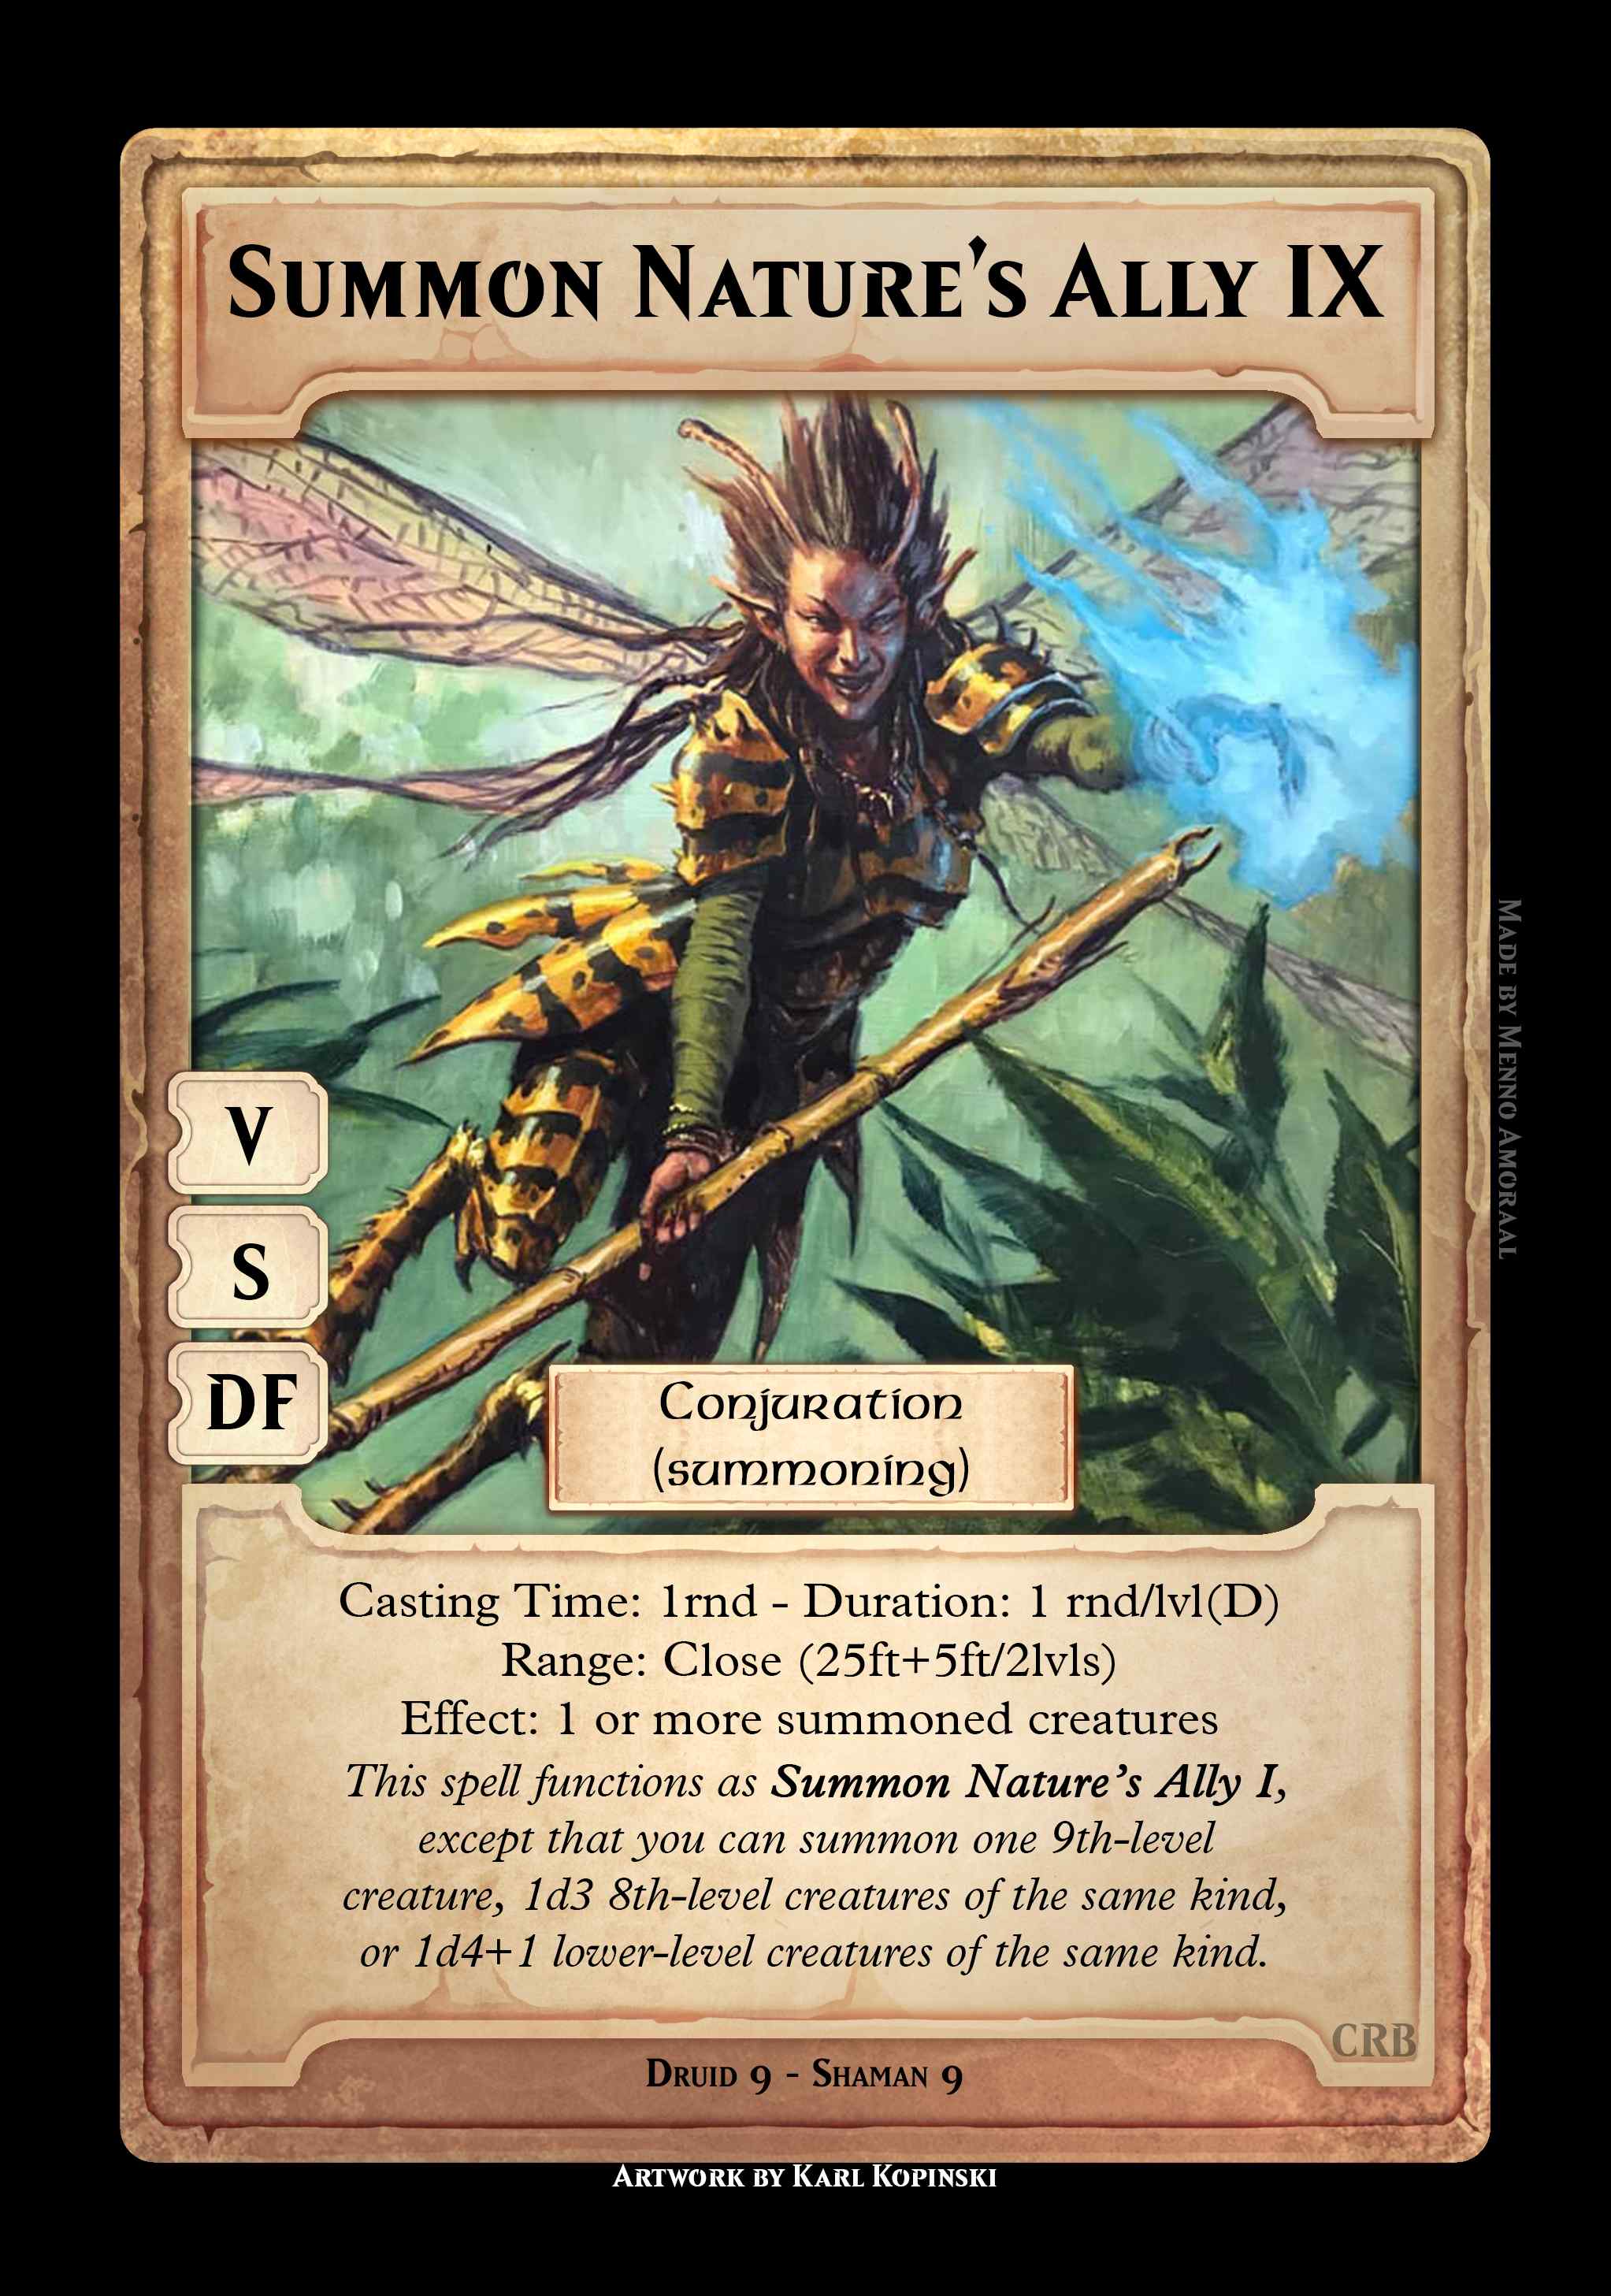 Summon Nature's Ally IX
V
S
DF
Conjuration
(summoning)
Casting Time: 1rnd - Duration: 1 rnd/lvl(D)
Range: Close (25ft+5ft/2lvls)
Effect: 1 or more summoned creatures
This spell functions as Summon Nature's Ally I,
except that you can summon one 9th-level
creature, 1d3 8th-level creatures of the same kind,
or 1d4+1 lower-level creatures of the same kind.
CRB
Druid 9 - Shaman 9
Artwork by Karl Kopinski
Made by Menno Amoraal